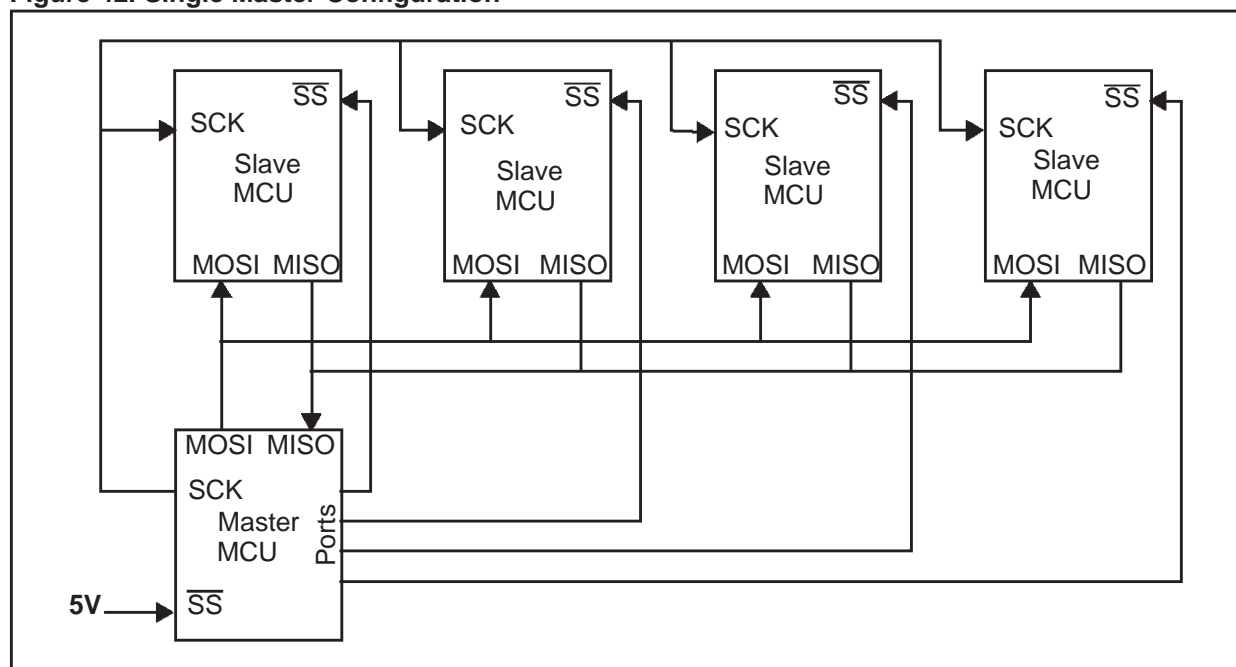 Figure 42. Single Master Configuration
SS
SCK
Slave
MCU
MOSI MISO
SS
SCK
Slave
MCU
MOSI MISO
SS
SCK
Slave
MCU
MOSI MISO
SS
SCK
Slave
MCU
MOSI MISO
MOSI MISO
SCK
Master
MCU
Ports
5V
SS